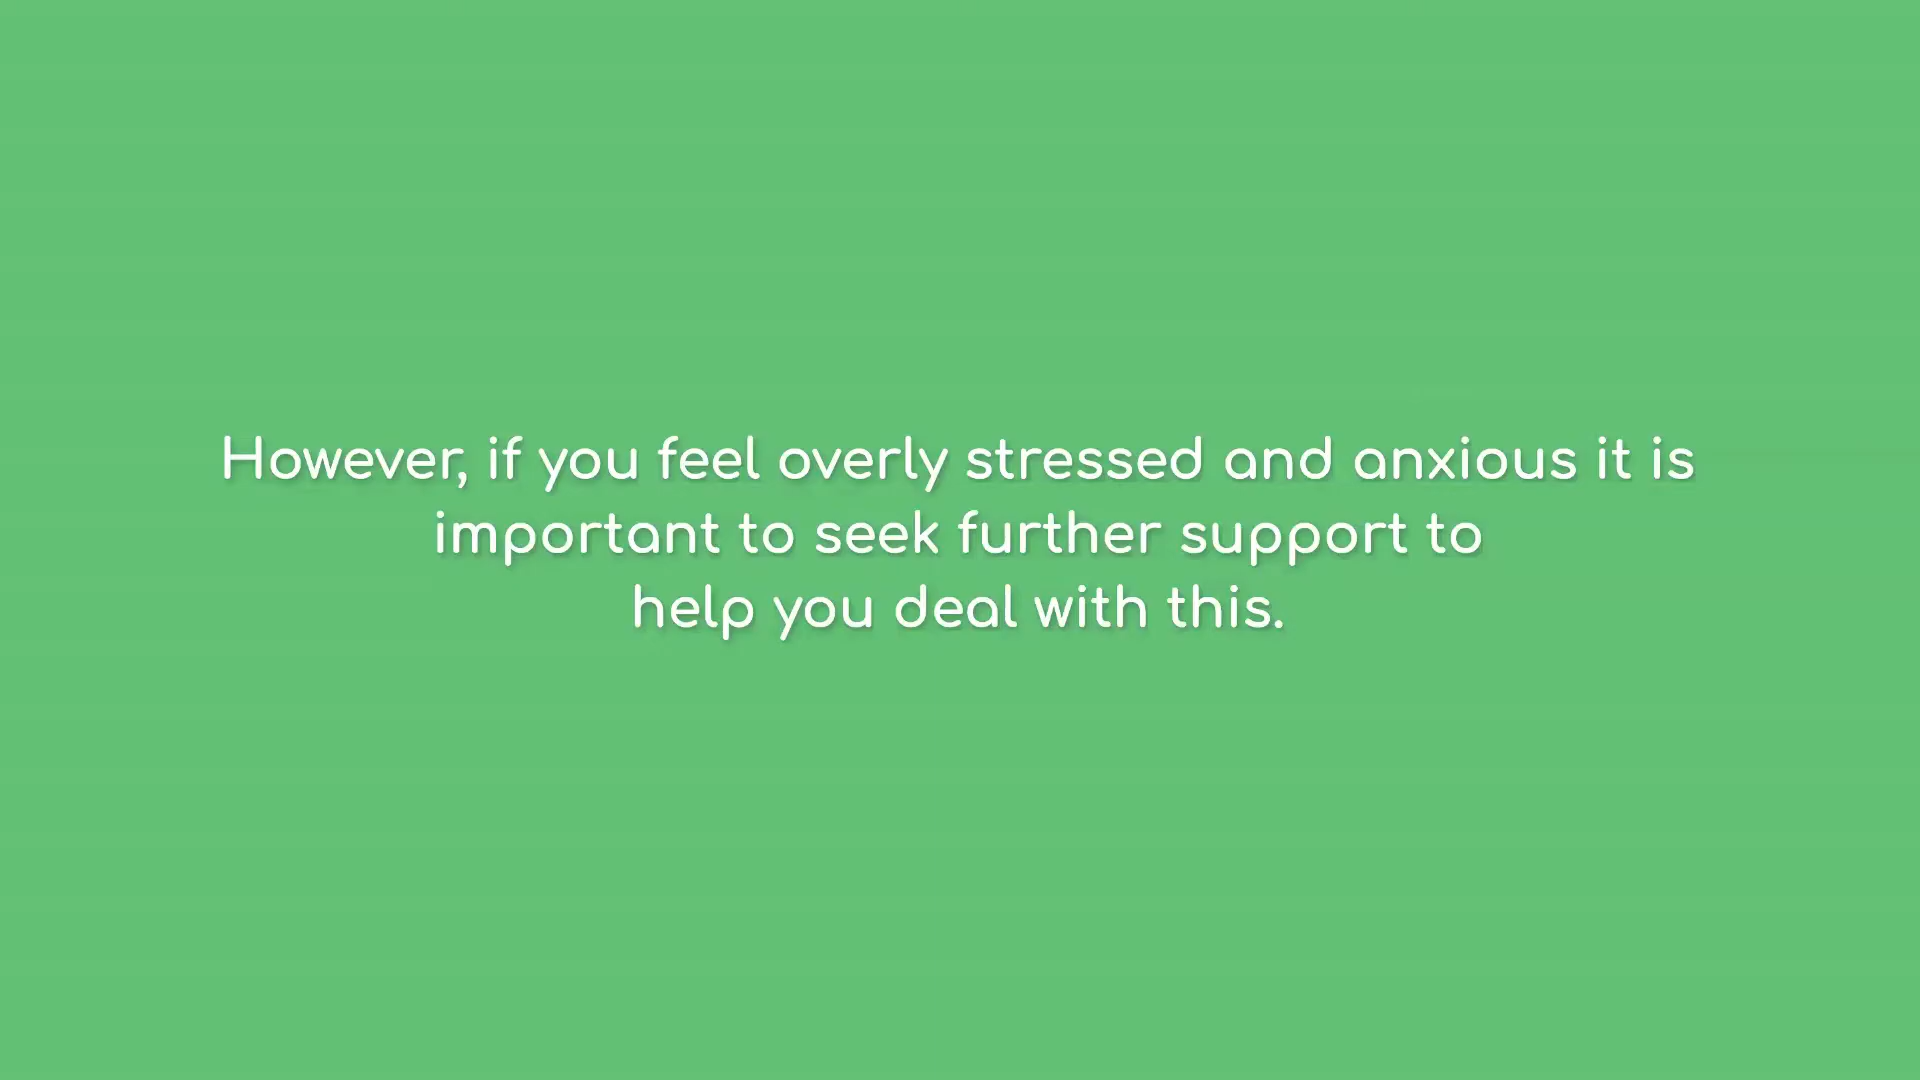 However, if you feel overly stressed and anxious it is
important to seek further support to
help you deal with this.